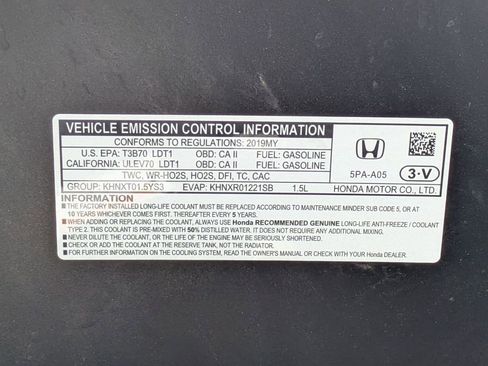 VEHICLE EMISSION CONTROL INFORMATION
CONFORMS TO REGULATIONS: 2019MY
U.S. EPA: T3B70 LDT1 OBD: CA II FUEL: GASOLINE
CALIFORNIA: ULEV70 LDT1 OBD: CA II FUEL: GASOLINE
TWC, WR-HO2S, HO2S, DFI, TC, CAC
GROUP: KHNXT01.5YS3 EVAP: KHNXR01221SB 1.5L
5PA-A05 3·V
HONDA MOTOR CO., LTD.
INFORMATION
■ THE FACTORY INSTALLED LONG-LIFE COOLANT MUST BE REPLACED ACCORDING TO MAINTENANCE MINDER SUB CODE 5, OR AT
10 YEARS WHICHEVER COMES FIRST. THEREAFTER EVERY 5 YEARS.
■ WHEN ADDING OR REPLACING THE COOLANT, ALWAYS USE Honda RECOMMENDED GENUINE LONG-LIFE ANTI-FREEZE / COOLANT
TYPE 2. THIS COOLANT IS PRE-MIXED WITH 50% DISTILLED WATER. IT DOES NOT REQUIRE ANY ADDITIONAL MIXING.
■ NEVER DILUTE THE COOLANT, OR THE LIFE OF THE ENGINE MAY BE SERIOUSLY SHORTENED.
■ CHECK OR ADD THE COOLANT AT THE RESERVE TANK, NOT THE RADIATOR.
■ FOR FURTHER INFORMATION ON THE COOLING SYSTEM, READ THE OWNER'S MANUAL OR ASK YOUR Honda DEALER.